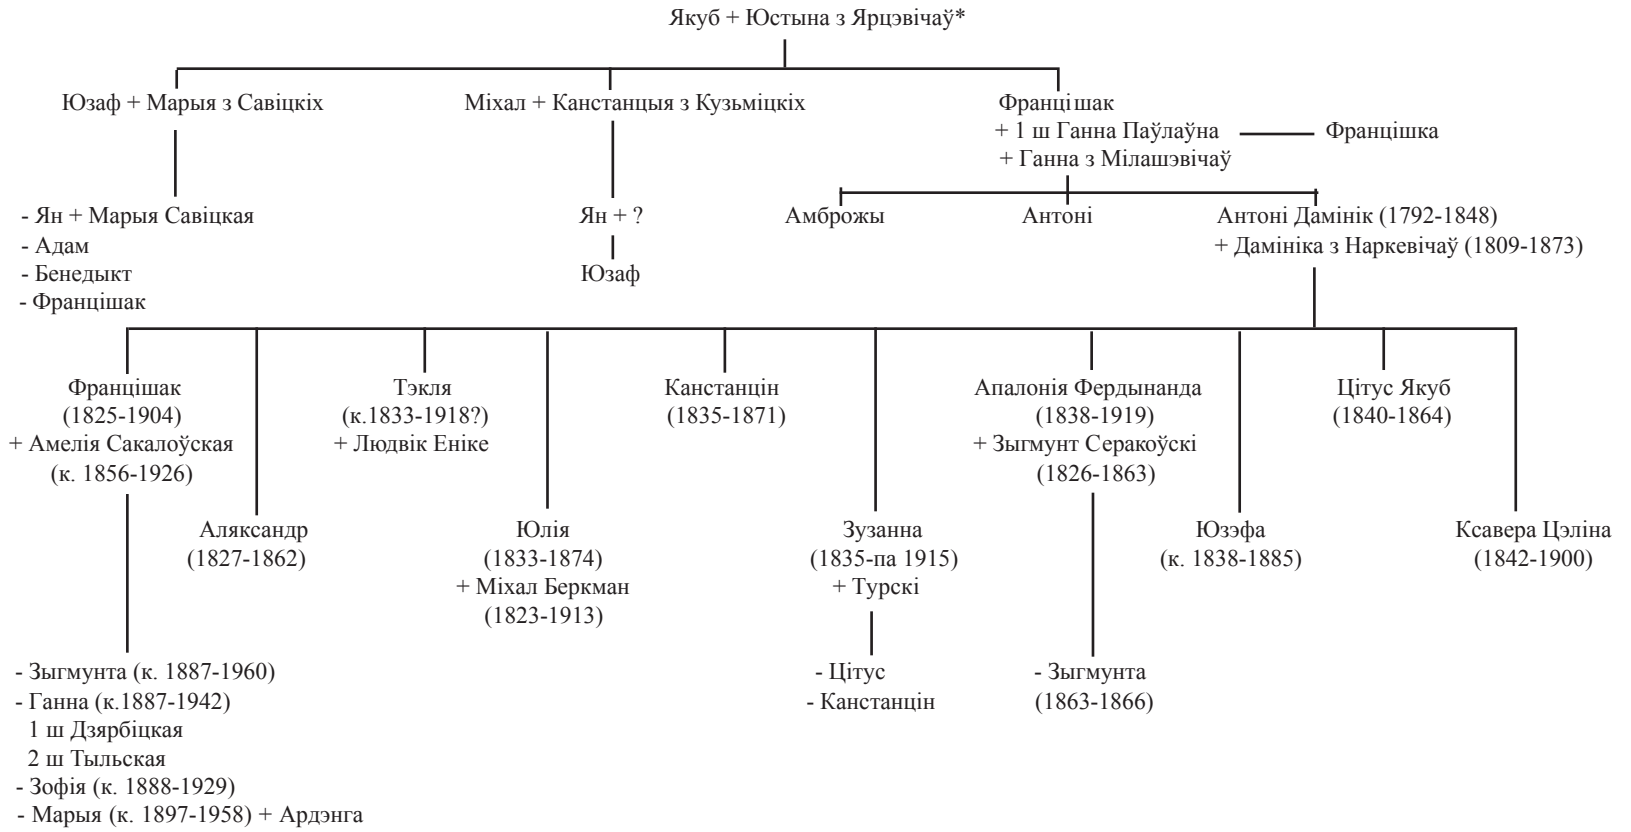 Якуб + Юстына з Ярцэвічаў*
Юзаф + Марыя з Савіцкіх
Міхал + Канстанцыя з Кузьміцкіх
Францішак
+ 1 ш Ганна Паўлаўна
Францішка
+ Ганна з Мілашэвічаў
- Ян + Марыя Савіцкая
- Адам
- Бенедыкт
- Францішак
Ян + ?
Юзаф
Амброжы
Антоні
Антоні Дамінік (1792-1848)
+ Дамініка з Наркевічаў (1809-1873)
Францішак
(1825-1904)
+ Амелія Сакалоўская
(к. 1856-1926)
Аляксандр
(1827-1862)
Тэкля
(к.1833-1918?)
+ Людвік Еніке
Юлія
(1833-1874)
+ Міхал Беркман
(1823-1913)
Канстанцін
(1835-1871)
Зузанна
(1835-па 1915)
+ Турскі
Апалонія Фердынанда
(1838-1919)
+ Зыгмунт Серакоўскі
(1826-1863)
Юзэфа
(к. 1838-1885)
Цітус Якуб
(1840-1864)
Ксавера Цэліна
(1842-1900)
- Зыгмунта (к. 1887-1960)
- Ганна (к.1887-1942)
1 ш Дзярбіцкая
2 ш Тыльская
- Зофія (к. 1888-1929)
- Марыя (к. 1897-1958) + Ардэнга
- Цітус
- Канстанцін
- Зыгмунта
(1863-1866)